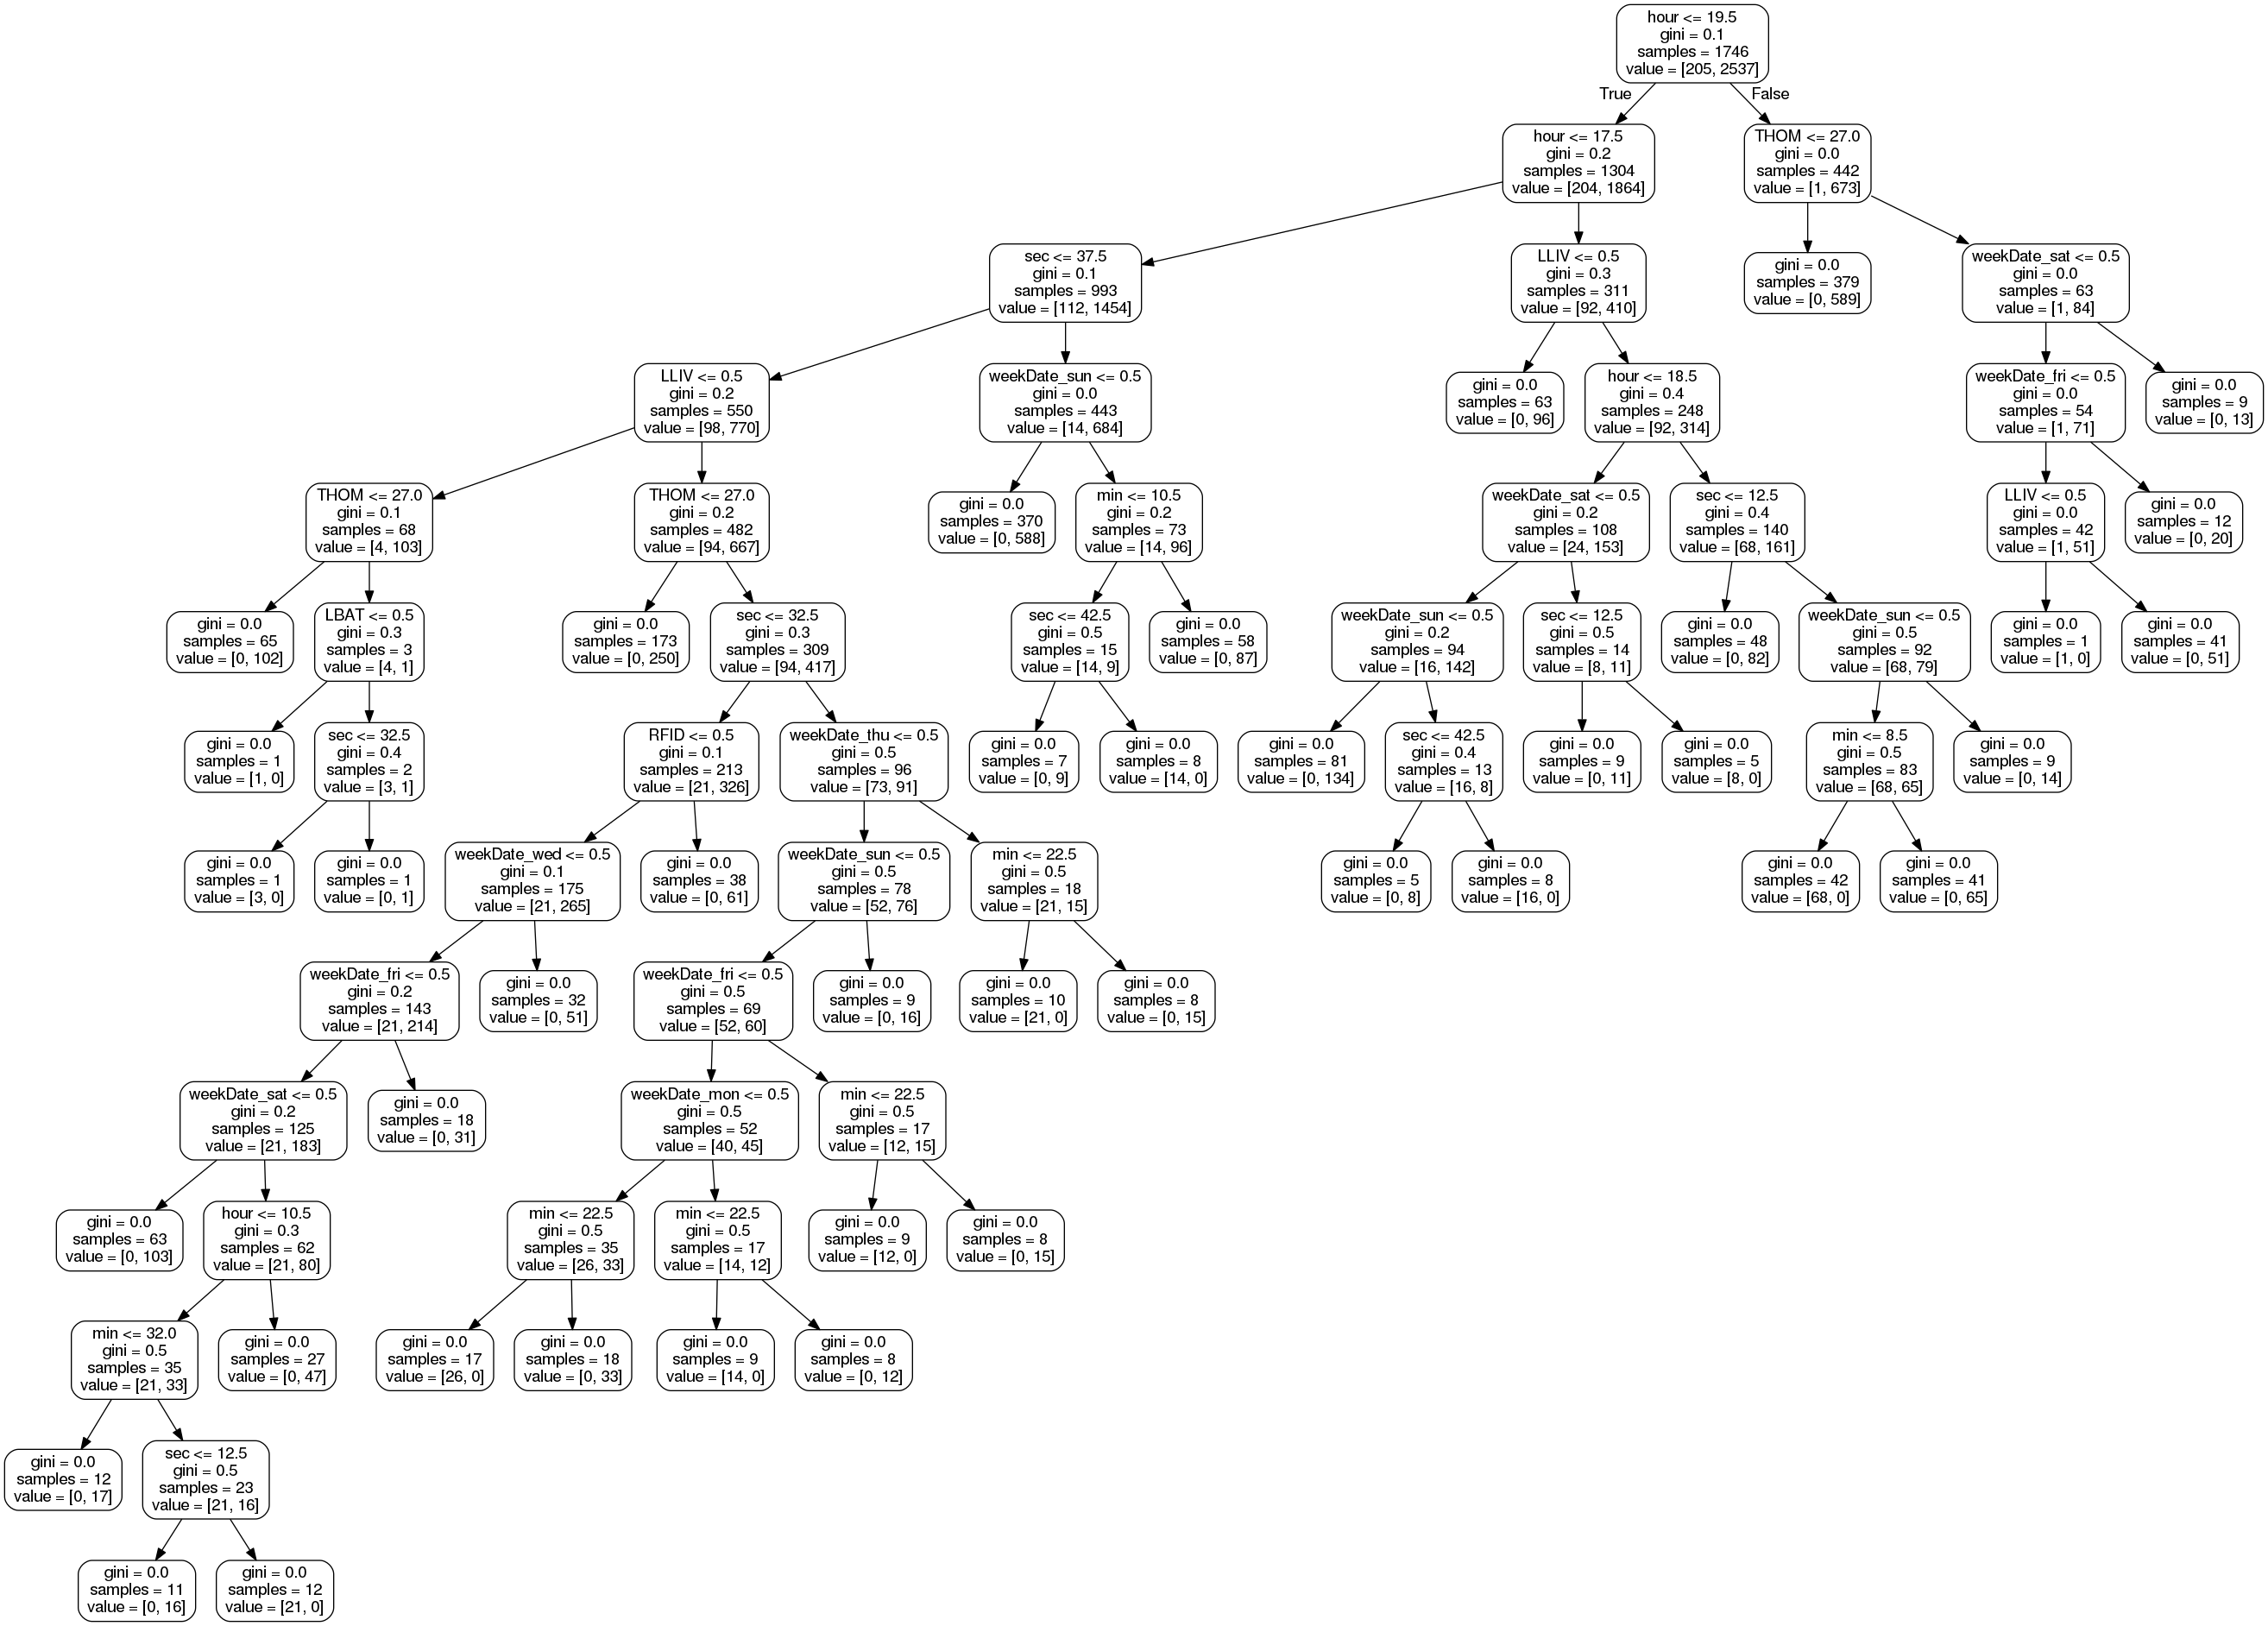 hour <= 19.5
gini = 0.1
samples = 1746
value = [205, 2537]
True
False
hour <= 17.5
gini = 0.2
samples = 1304
value = [204, 1864]
THOM <= 27.0
gini = 0.0
samples = 442
value = [1, 673]
sec <= 37.5
gini = 0.1
samples = 993
value = [112, 1454]
LLIV <= 0.5
gini = 0.3
samples = 311
value = [92, 410]
gini = 0.0
samples = 379
value = [0, 589]
weekDate_sat <= 0.5
gini = 0.0
samples = 63
value = [1, 84]
LLIV <= 0.5
gini = 0.2
samples = 550
value = [98, 770]
weekDate_sun <= 0.5
gini = 0.0
samples = 443
value = [14, 684]
gini = 0.0
samples = 63
value = [0, 96]
hour <= 18.5
gini = 0.4
samples = 248
value = [92, 314]
weekDate_fri <= 0.5
gini = 0.0
samples = 54
value = [1, 71]
gini = 0.0
samples = 9
value = [0, 13]
THOM <= 27.0
gini = 0.1
samples = 68
value = [4, 103]
THOM <= 27.0
gini = 0.2
samples = 482
value = [94, 667]
gini = 0.0
samples = 370
value = [0, 588]
min <= 10.5
gini = 0.2
samples = 73
value = [14, 96]
weekDate_sat <= 0.5
gini = 0.2
samples = 108
value = [24, 153]
sec <= 12.5
gini = 0.4
samples = 140
value = [68, 161]
LLIV <= 0.5
gini = 0.0
samples = 42
value = [1, 51]
gini = 0.0
samples = 12
value = [0, 20]
gini = 0.0
samples = 65
value = [0, 102]
LBAT <= 0.5
gini = 0.3
samples = 3
value = [4, 1]
gini = 0.0
samples = 173
value = [0, 250]
sec <= 32.5
gini = 0.3
samples = 309
value = [94, 417]
sec <= 42.5
gini = 0.5
samples = 15
value = [14, 9]
gini = 0.0
samples = 58
value = [0, 87]
weekDate_sun <= 0.5
gini = 0.2
samples = 94
value = [16, 142]
sec <= 12.5
gini = 0.5
samples = 14
value = [8, 11]
gini = 0.0
samples = 48
value = [0, 82]
weekDate_sun <= 0.5
gini = 0.5
samples = 92
value = [68, 79]
gini = 0.0
samples = 1
value = [1, 0]
gini = 0.0
samples = 41
value = [0, 51]
gini = 0.0
samples = 1
value = [1, 0]
sec <= 32.5
gini = 0.4
samples = 2
value = [3, 1]
RFID <= 0.5
gini = 0.1
samples = 213
value = [21, 326]
weekDate_thu <= 0.5
gini = 0.5
samples = 96
value = [73, 91]
gini = 0.0
samples = 7
value = [0, 9]
gini = 0.0
samples = 8
value = [14, 0]
gini = 0.0
samples = 81
value = [0, 134]
sec <= 42.5
gini = 0.4
samples = 13
value = [16, 8]
gini = 0.0
samples = 9
value = [0, 11]
gini = 0.0
samples = 5
value = [8, 0]
min <= 8.5
gini = 0.5
samples = 83
value = [68, 65]
gini = 0.0
samples = 9
value = [0, 14]
gini = 0.0
samples = 1
value = [3, 0]
gini = 0.0
samples = 1
value = [0, 1]
weekDate_wed <= 0.5
gini = 0.1
samples = 175
value = [21, 265]
gini = 0.0
samples = 38
value = [0, 61]
weekDate_sun <= 0.5
gini = 0.5
samples = 78
value = [52, 76]
min <= 22.5
gini = 0.5
samples = 18
value = [21, 15]
gini = 0.0
samples = 5
value = [0, 8]
gini = 0.0
samples = 8
value = [16, 0]
gini = 0.0
samples = 42
value = [68, 0]
gini = 0.0
samples = 41
value = [0, 65]
weekDate_fri <= 0.5
gini = 0.2
samples = 143
value = [21, 214]
gini = 0.0
samples = 32
value = [0, 51]
weekDate_fri <= 0.5
gini = 0.5
samples = 69
value = [52, 60]
gini = 0.0
samples = 9
value = [0, 16]
gini = 0.0
samples = 10
value = [21, 0]
gini = 0.0
samples = 8
value = [0, 15]
weekDate_sat <= 0.5
gini = 0.2
samples = 125
value = [21, 183]
gini = 0.0
samples = 18
value = [0, 31]
weekDate_mon <= 0.5
gini = 0.5
samples = 52
value = [40, 45]
min <= 22.5
gini = 0.5
samples = 17
value = [12, 15]
gini = 0.0
samples = 63
value = [0, 103]
hour <= 10.5
gini = 0.3
samples = 62
value = [21, 80]
min <= 22.5
gini = 0.5
samples = 35
value = [26, 33]
min <= 22.5
gini = 0.5
samples = 17
value = [14, 12]
gini = 0.0
samples = 9
value = [12, 0]
gini = 0.0
samples = 8
value = [0, 15]
min <= 32.0
gini = 0.5
samples = 35
value = [21, 33]
gini = 0.0
samples = 27
value = [0, 47]
gini = 0.0
samples = 17
value = [26, 0]
gini = 0.0
samples = 18
value = [0, 33]
gini = 0.0
samples = 9
value = [14, 0]
gini = 0.0
samples = 8
value = [0, 12]
gini = 0.0
samples = 12
value = [0, 17]
sec <= 12.5
gini = 0.5
samples = 23
value = [21, 16]
gini = 0.0
samples = 11
value = [0, 16]
gini = 0.0
samples = 12
value = [21, 0]